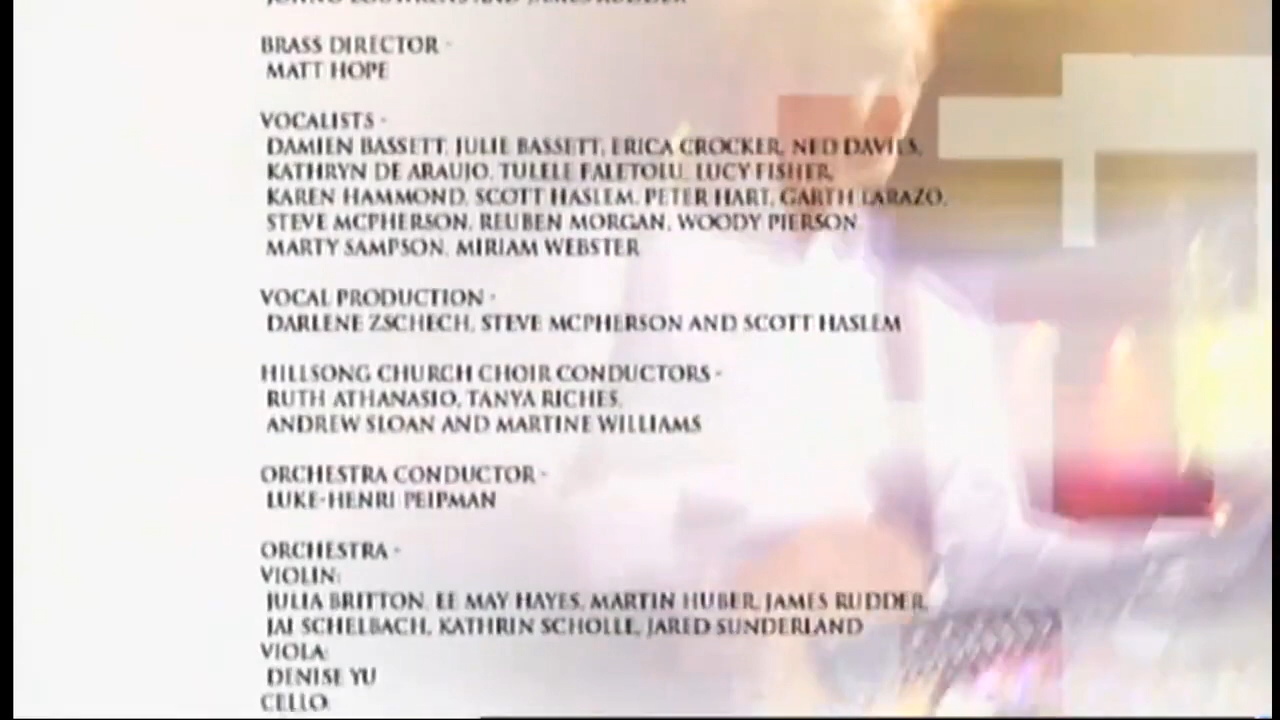 BRASS DIRECTOR -
MATT HOPE
VOCALISTS -
DAMIEN BASSETT, JULIE BASSETT, ERICA CROCKER, NED DAVIES,
KATHRYN DE ARAUJO, TULELE FALETOLU, LUCY FISHER,
KAREN HAMMOND, SCOTT HASLEM, PETER HART, GARTH LARAZO,
STEVE MCPHERSON, REUBEN MORGAN, WOODY PIERSON
MARTY SAMPSON, MIRIAM WEBSTER
VOCAL PRODUCTION -
DARLENE ZSCHECH, STEVE MCPHERSON AND SCOTT HASLEM
HILLSONG CHURCH CHOIR CONDUCTORS -
RUTH ATHANASIO, TANYA RICHES,
ANDREW SLOAN AND MARTINE WILLIAMS
ORCHESTRA CONDUCTOR -
LUKE-HENRI PEIPMAN
ORCHESTRA -
VIOLIN:
JULIA BRITTON, EE MAY HAYES, MARTIN HUBER, JAMES RUDDER,
JAI SCHELBACH, KATHRIN SCHOLLE, JARED SUNDERLAND
VIOLA:
DENISE YU
CELLO: